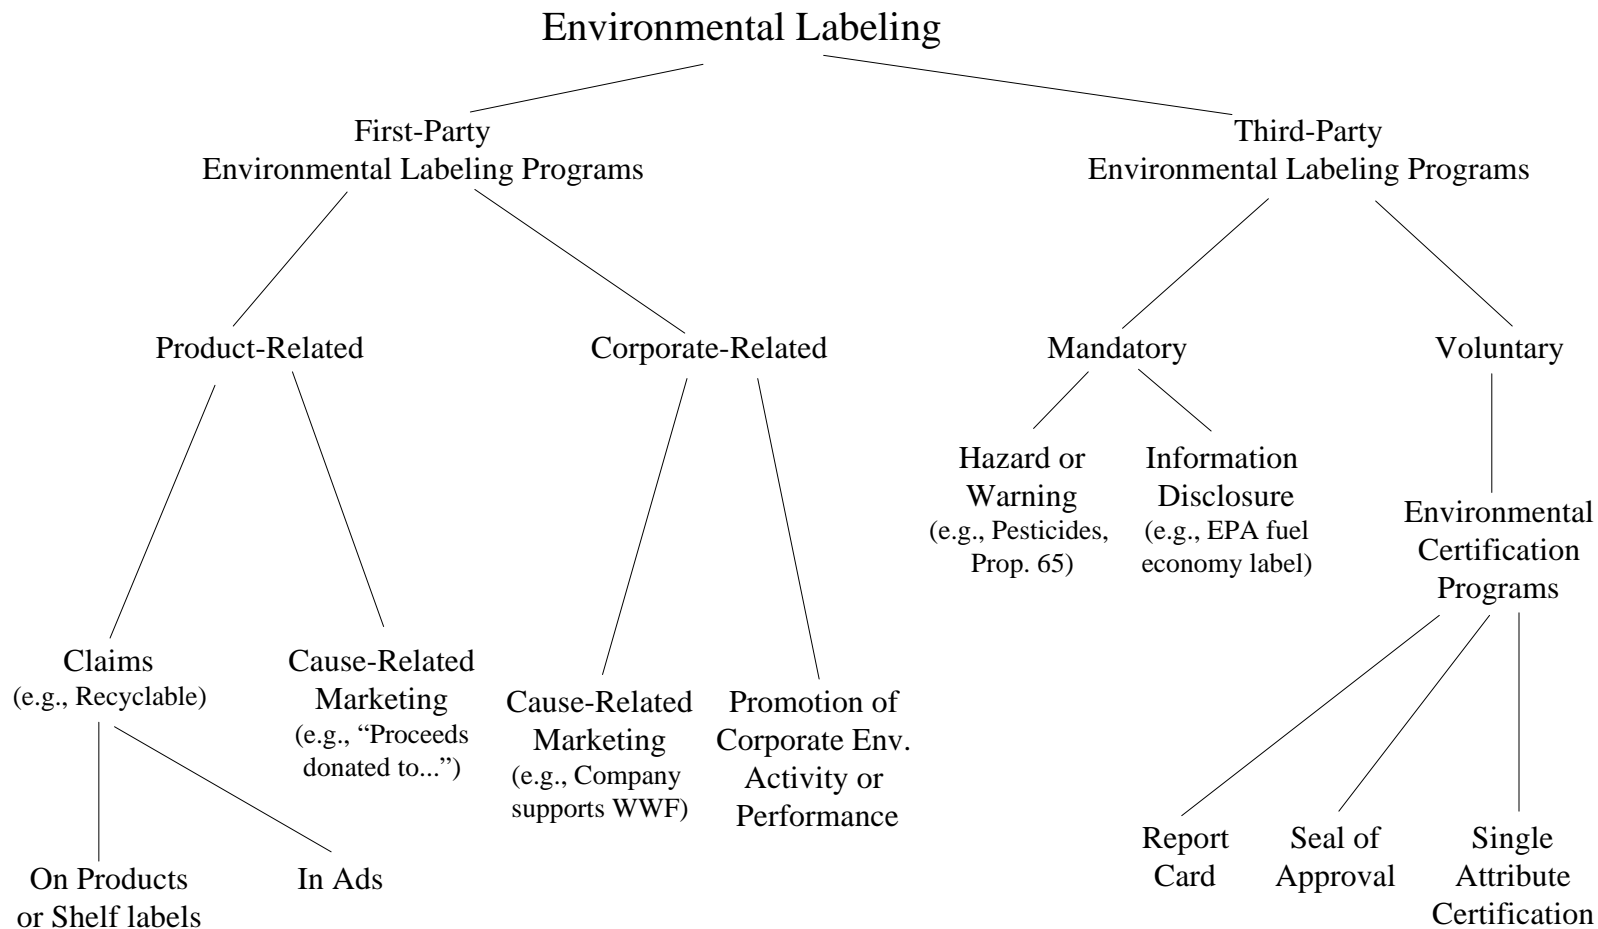 Environmental Labeling
First-Party
Environmental Labeling Programs
Third-Party
Environmental Labeling Programs
Product-Related
Corporate-Related
Mandatory
Voluntary
Hazard or
Warning
(e.g., Pesticides,
Prop. 65)
Information
Disclosure
(e.g., EPA fuel
economy label)
Environmental
Certification
Programs
Claims
(e.g., Recyclable)
Cause-Related
Marketing
(e.g., “Proceeds
donated to...”)
Cause-Related
Marketing
(e.g., Company
supports WWF)
Promotion of
Corporate Env.
Activity or
Performance
On Products
or Shelf labels
In Ads
Report
Card
Seal of
Approval
Single
Attribute
Certification